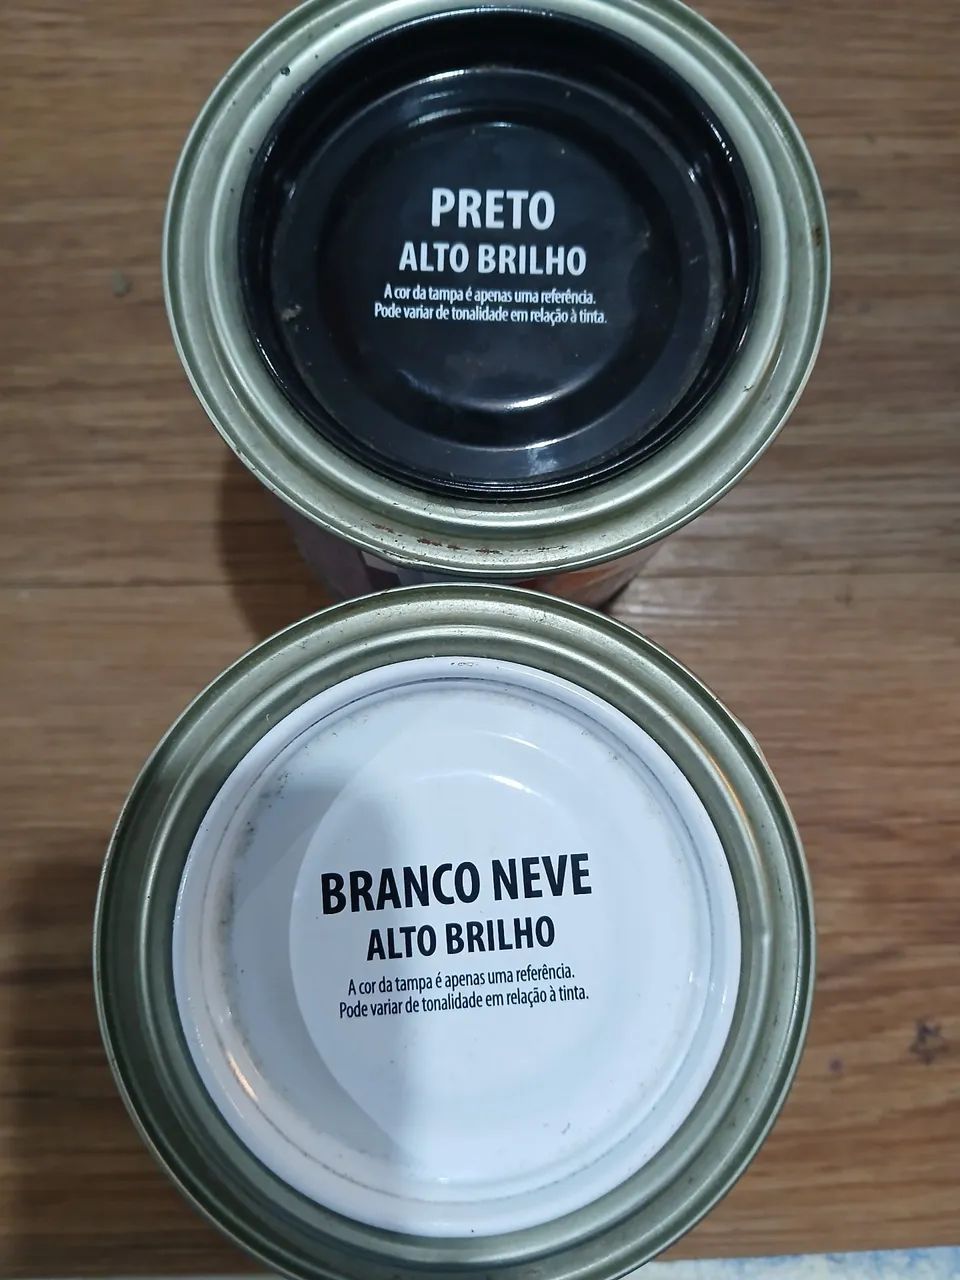 PRETO
ALTO BRILHO
A cor da tampa é apenas uma referência.
Pode variar de tonalidade em relação à tinta.
BRANCO NEVE
ALTO BRILHO
A cor da tampa é apenas uma referência.
Pode variar de tonalidade em relação à tinta.